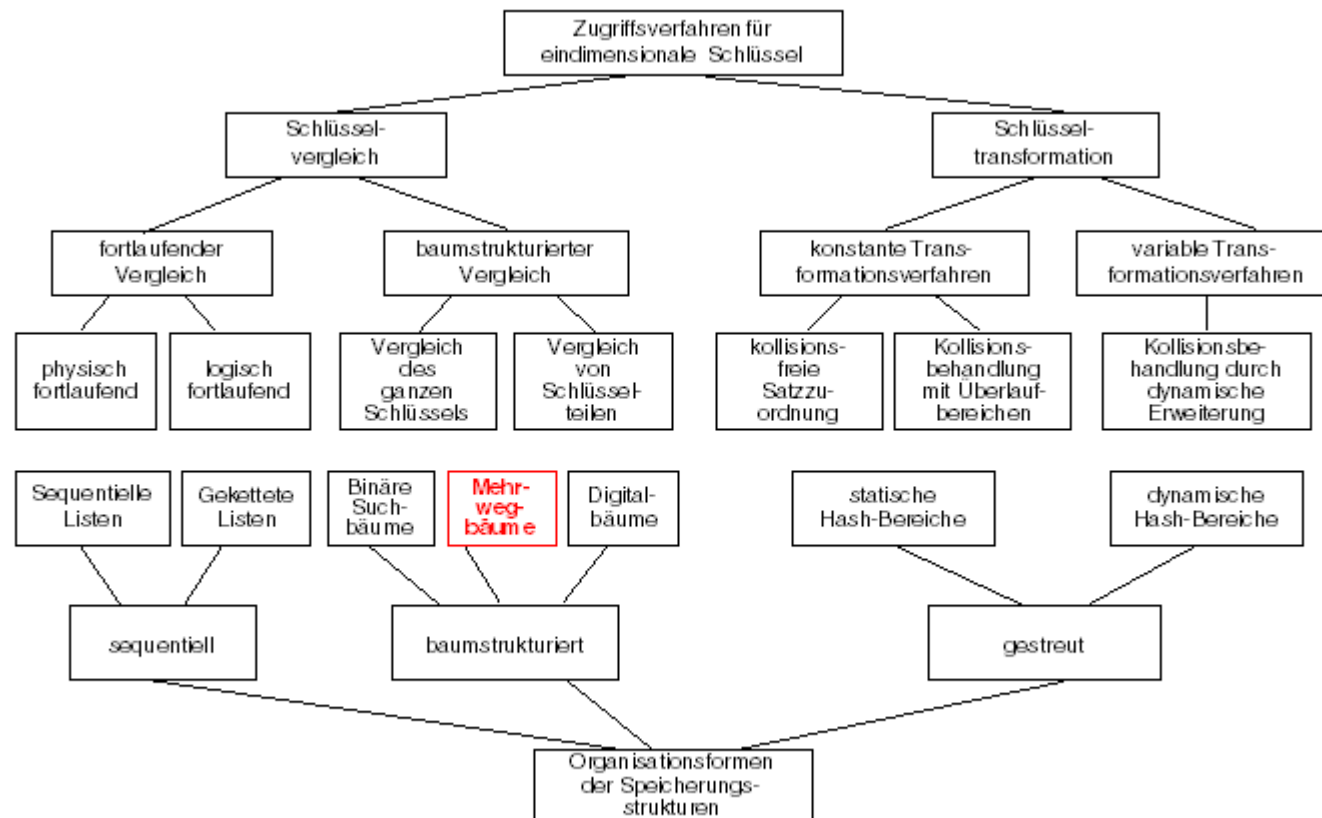 Zugriffsverfahren für
eindimensionale Schlüssel
Schlüssel-
vergleich
Schlüssel-
transformation
fortlaufender
Vergleich
baumstrukturierter
Vergleich
konstante Trans-
formationsverfahren
variable Trans-
formationsverfahren
physisch
fortlaufend
logisch
fortlaufend
Vergleich
des
ganzen
Schlüssels
Vergleich
von
Schlüssel-
teilen
kollisions-
freie
Satzzu-
ordnung
Kollisions-
behandlung
mit Überlauf-
bereichen
Kollisionsbe-
handlung durch
dynamische
Erweiterung
Sequentielle
Listen
Gekettete
Listen
Binäre
Such-
bäume
Mehr-
weg-
bäume
Digital-
bäume
statische
Hash-Bereiche
dynamische
Hash-Bereiche
sequentiell
baumstrukturiert
gestreut
Organisationsformen
der Speicherungs-
strukturen